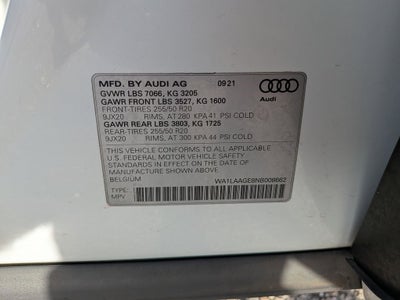 MFD. BY AUDI AG 09 21
GVWR LBS 7066, KG 3205
GAWR FRONT LBS 3527, KG 1600
FRONT-TIRES 255/50 R20
9JX20 RIMS, AT 280 KPA 41 PSI COLD
GAWR REAR LBS 3803, KG 1725
REAR-TIRES 255/50 R20
9JX20 RIMS, AT 300 KPA 44 PSI COLD
THIS VEHICLE CONFORMS TO ALL APPLICABLE
U.S. FEDERAL MOTOR VEHICLE SAFETY
STANDARDS IN EFFECT ON THE DATE OF
MANUFACTURE SHOWN ABOVE
BELGIUM
Audi
WA1LAAGE8NB009662
TYPE:
MPV